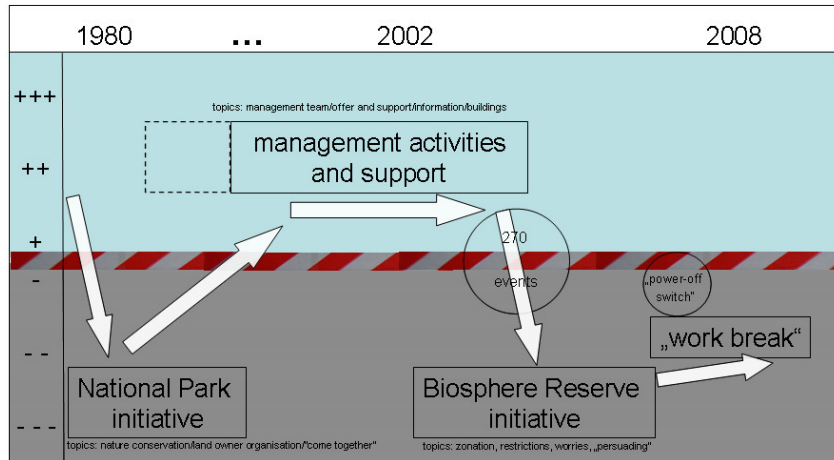 1980 ... 2002 2008
+++
topics: management team/offer and support/information/buildings
management activities
and support
++
+
270
events
-
„power-off
switch"
„work break“
- -
National Park
initiative
Biosphere Reserve
initiative
- - -
topics: nature conservation/land owner organisation/"come together"
topics: zonation, restrictions, worries, „persuading"